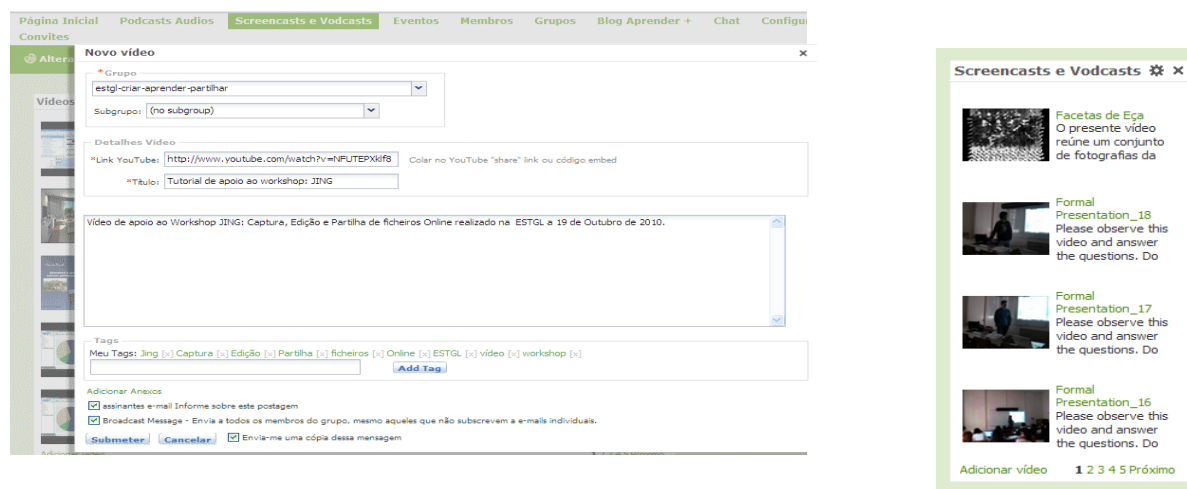 Página Inicial Podcasts Audios Screencasts e Vodcasts Eventos Membros Grupos Blog Aprender + Chat Configu
Convites
Altera
Videos
Novo vídeo
*Grupo
estgl-criar-aprender-partilhar
Subgrupo: (no subgroup)
Detalhes Video
*Link YouTube: http://www.youtube.com/watch?v=NFUTEPXklf8 Colar no YouTube "share" link ou código embed
*Título: Tutorial de apoio ao workshop: JING
Vídeo de apoio ao Workshop JING: Captura, Edição e Partilha de ficheiros Online realizado na ESTGL a 19 de Outubro de 2010.
Tags
Meu Tags: Jing [x] Captura [x] Edição [x] Partilha [x] ficheiros [x] Online [x] ESTGL [x] vídeo [x] workshop [x]
Add Tag
Adicionar Anexos
assinantes e-mail Informe sobre este postagem
Broadcast Message - Envia a todos os membros do grupo, mesmo aqueles que não subscrevem a e-mails individuais.
Submeter Cancelar Envia-me uma cópia dessa mensagem
Screencasts e Vodcasts
Facetas de Eça
O presente vídeo
reúne um conjunto
de fotografias da
Formal
Presentation_18
Please observe this
video and answer
the questions. Do
Formal
Presentation_17
Please observe this
video and answer
the questions. Do
Formal
Presentation_16
Please observe this
video and answer
the questions. Do
Adicionar vídeo 1 2 3 4 5 Próximo